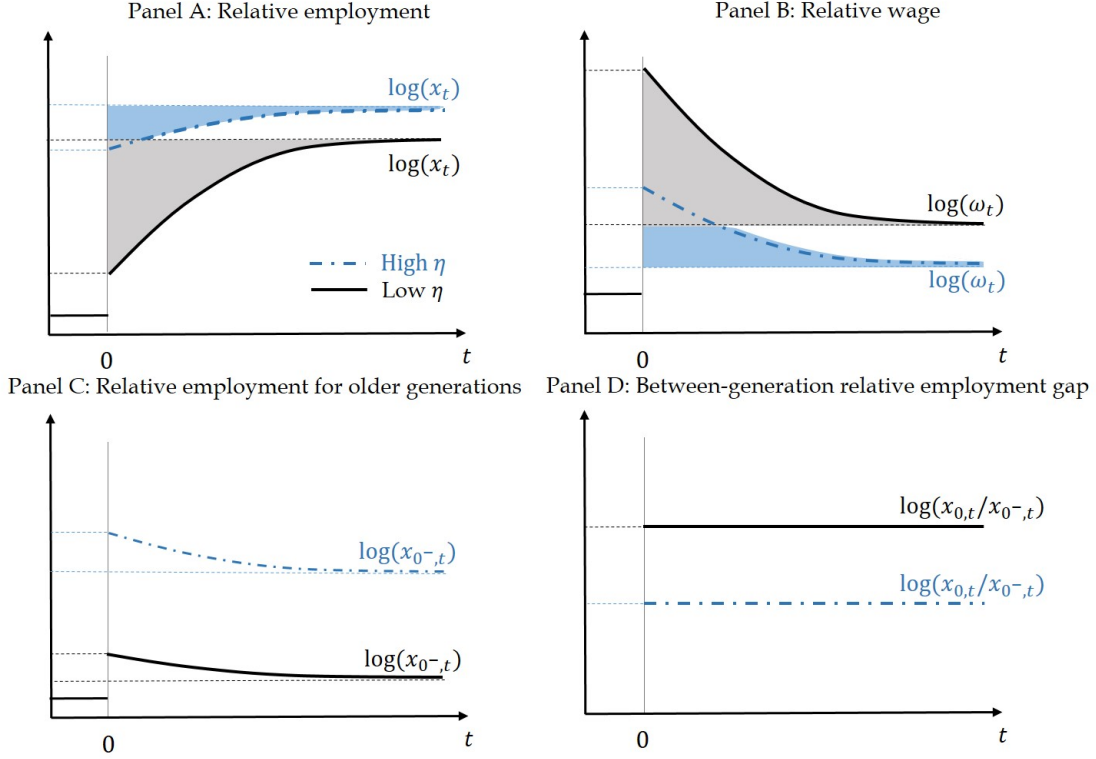 Panel A: Relative employment
Panel B: Relative wage
log(x_t)
log(x_t)
High η
Low η
0
t
log(ω_t)
log(ω_t)
0
t
Panel C: Relative employment for older generations
Panel D: Between-generation relative employment gap
log(x_{0⁻,t})
log(x_{0⁻,t})
0
t
log(x_{0,t}/x_{0⁻,t})
log(x_{0,t}/x_{0⁻,t})
0
t